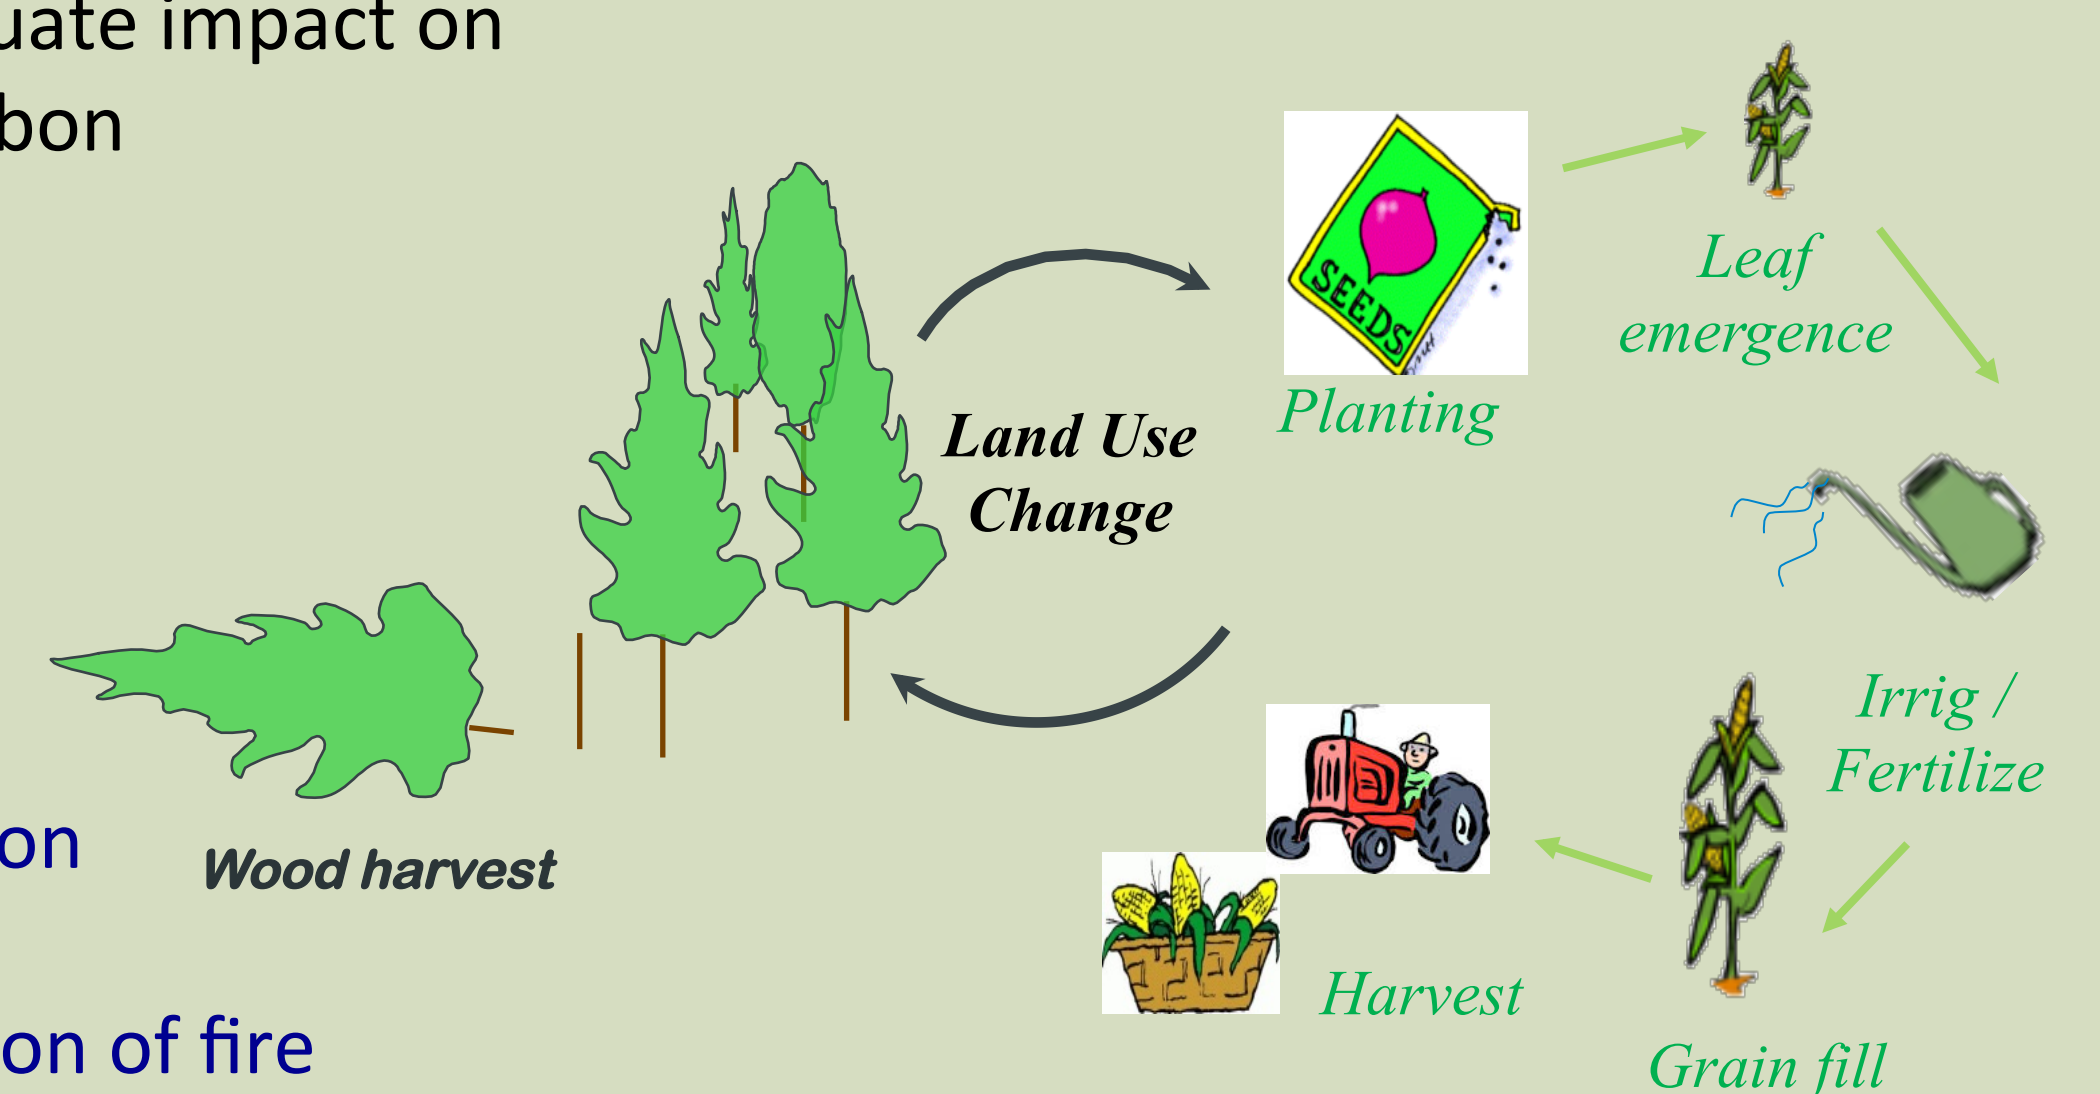 uate impact on
bon
SEEDS
Leaf
emergence
Planting
Land Use
Change
Irrig /
Fertilize
on
Wood harvest
Harvest
on of fire
Grain fill